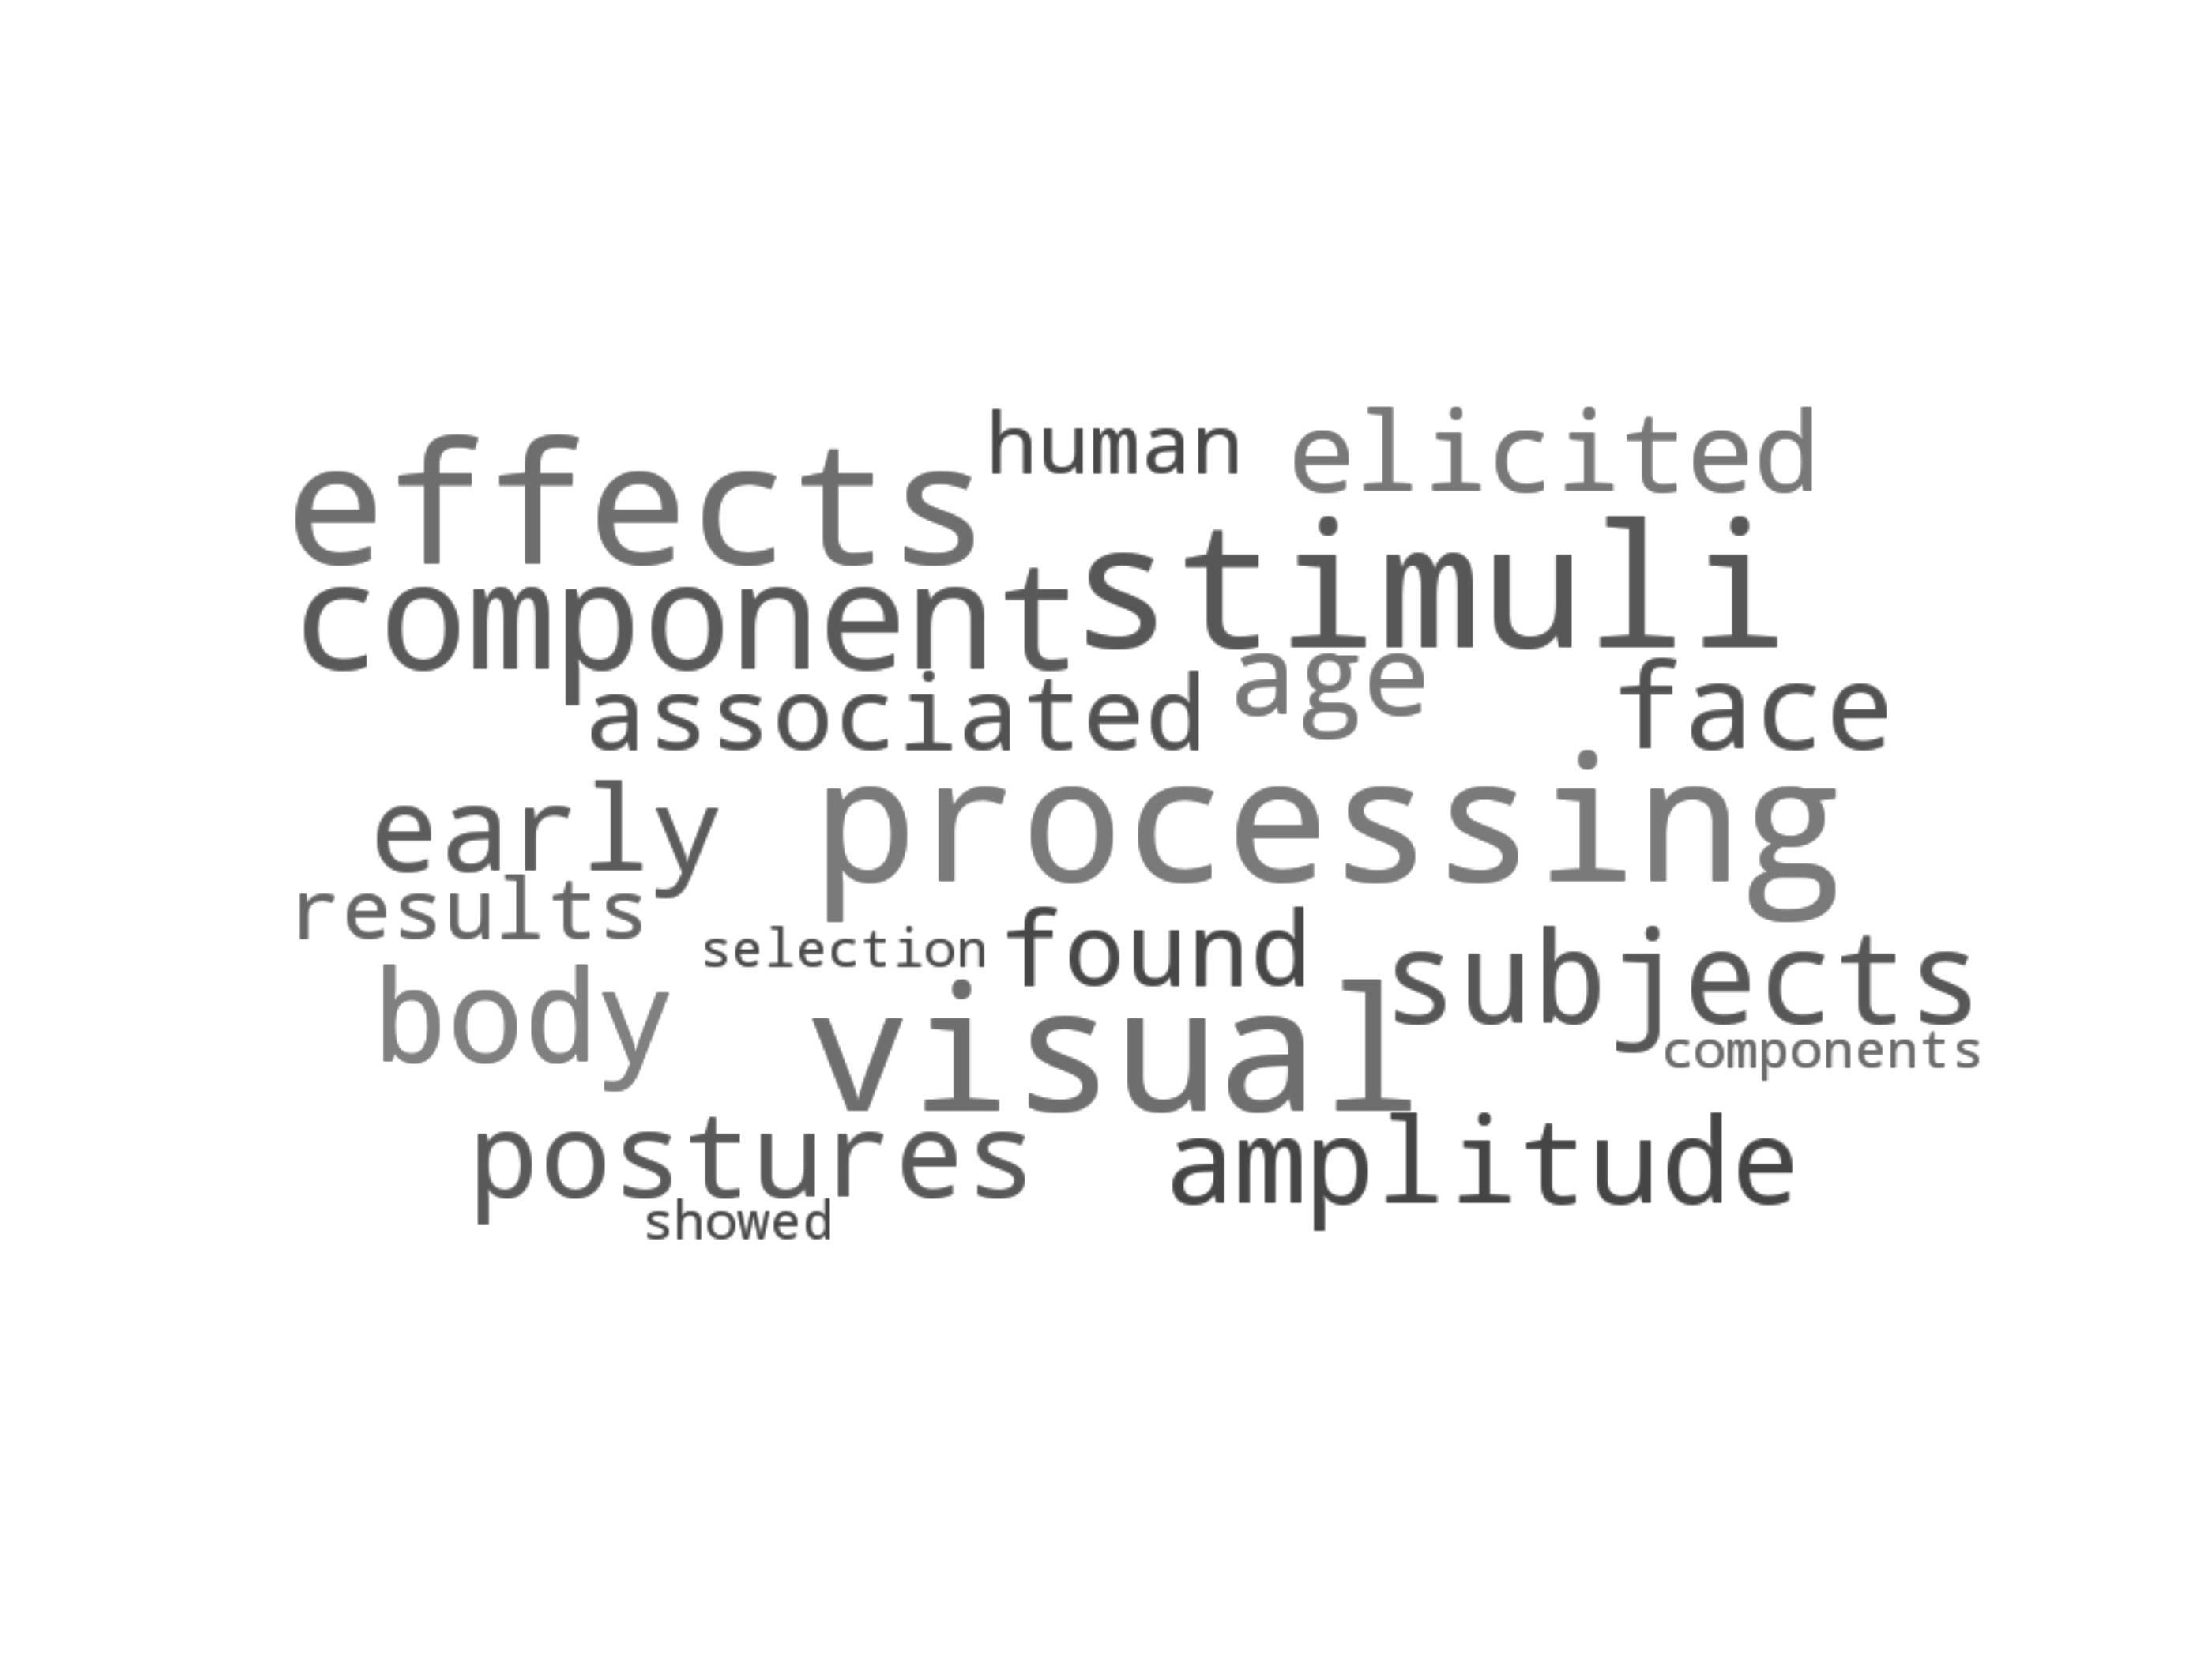 human elicited
effects
stimuli
component
associated age face
early processing
results
selection found subjects
body visual components
postures amplitude
showed